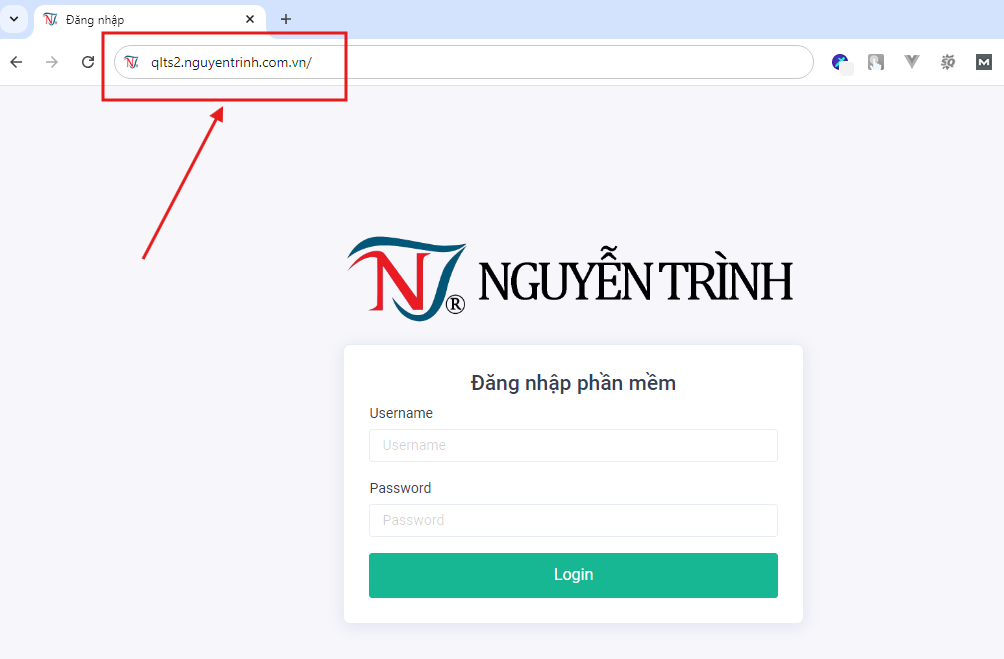 Đăng nhập
qlts2.nguyentrinh.com.vn/
N ®
NGUYỄN TRÌNH
Đăng nhập phần mềm
Username
Username
Password
Password
Login